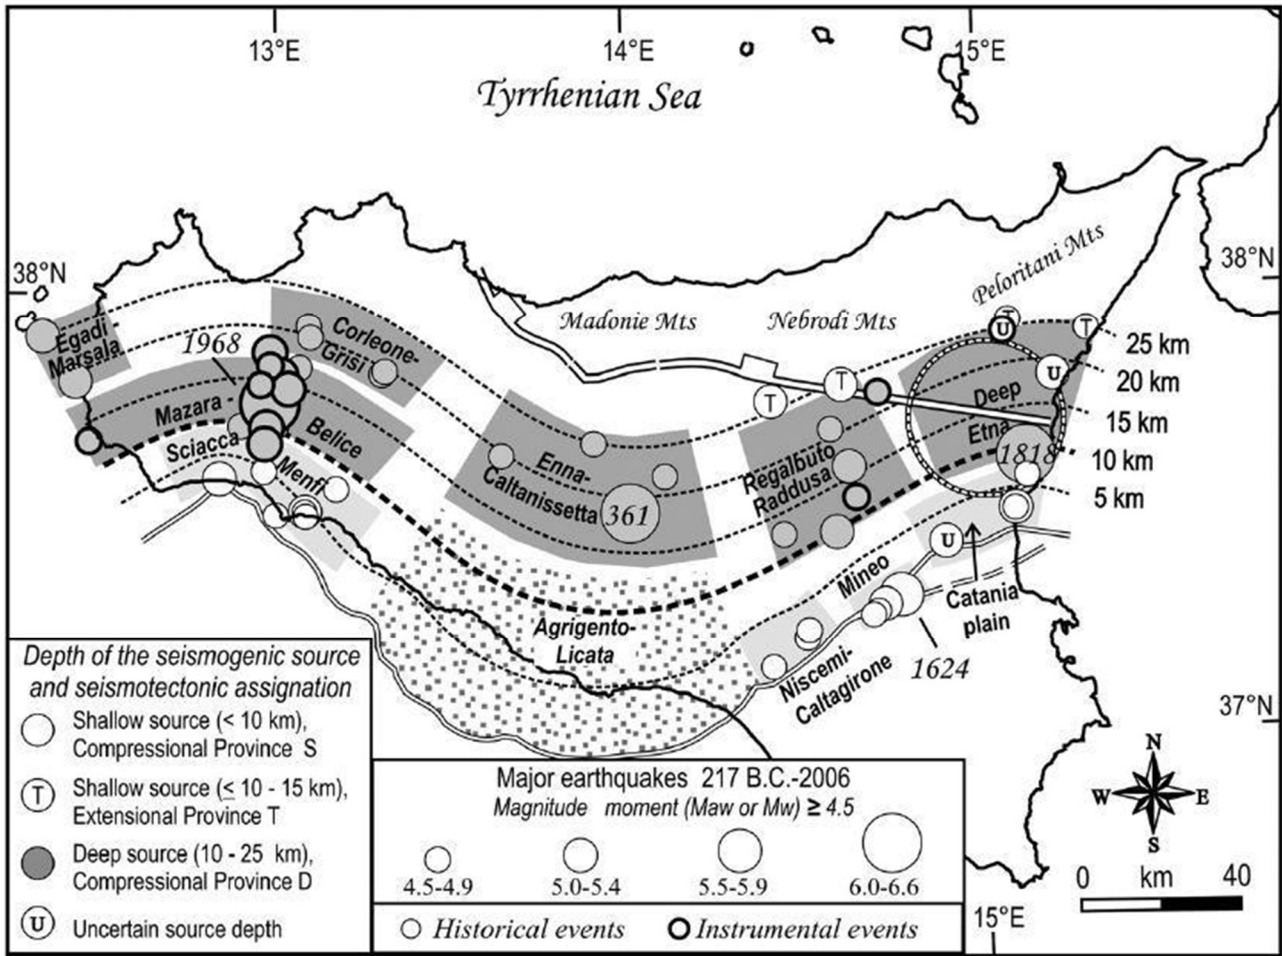 13°E
14°E
15°E
Tyrrhenian Sea
38°N
38°N
Peloritani Mts
Madonie Mts
Nebrodi Mts
Egadi-
Marsala
1968
Corleone-
Grisi
Mazara-
Belice
Sciacca
Menfi
Enna-
Caltanissetta
361
Regalbuto
Raddusa
T
T
T
T
U
U
U
Deep
Etna
1818
25 km
20 km
15 km
10 km
5 km
Mineo
Catania
plain
1624
Agrigento-
Licata
Niscemi-
Caltagirone
37°N
15°E
Depth of the seismogenic source
and seismotectonic assignation
Shallow source (< 10 km),
Compressional Province S
T
Shallow source (≤ 10 - 15 km),
Extensional Province T
Deep source (10 - 25 km),
Compressional Province D
U
Uncertain source depth
Major earthquakes 217 B.C.-2006
Magnitude moment (Maw or Mw) ≥ 4.5
4.5-4.9
5.0-5.4
5.5-5.9
6.0-6.6
Historical events
Instrumental events
N
W
E
S
0 km 40